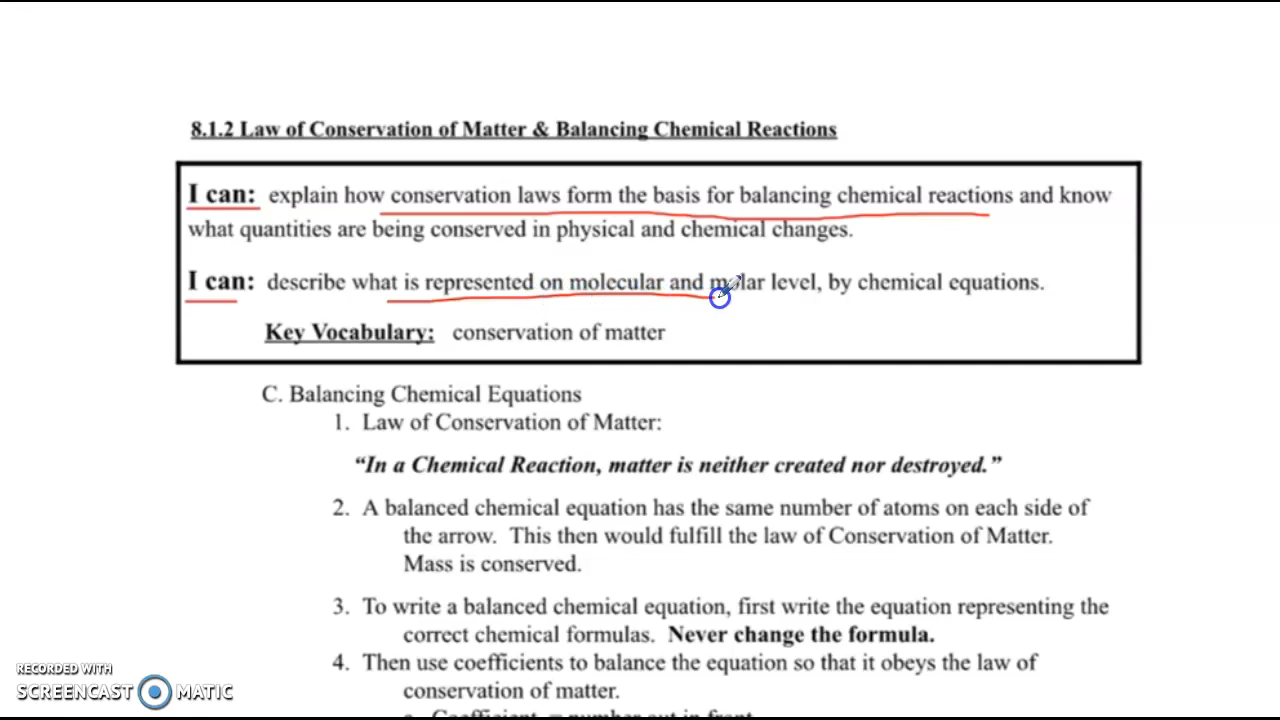 8.1.2 Law of Conservation of Matter & Balancing Chemical Reactions
I can: explain how conservation laws form the basis for balancing chemical reactions and know
what quantities are being conserved in physical and chemical changes.
I can: describe what is represented on molecular and molar level, by chemical equations.
Key Vocabulary: conservation of matter
C. Balancing Chemical Equations
1. Law of Conservation of Matter:
“In a Chemical Reaction, matter is neither created nor destroyed.”
2. A balanced chemical equation has the same number of atoms on each side of
the arrow. This then would fulfill the law of Conservation of Matter.
Mass is conserved.
3. To write a balanced chemical equation, first write the equation representing the
correct chemical formulas. Never change the formula.
4. Then use coefficients to balance the equation so that it obeys the law of
conservation of matter.
Coefficient = number out in front
RECORDED WITH
SCREENCAST MATIC